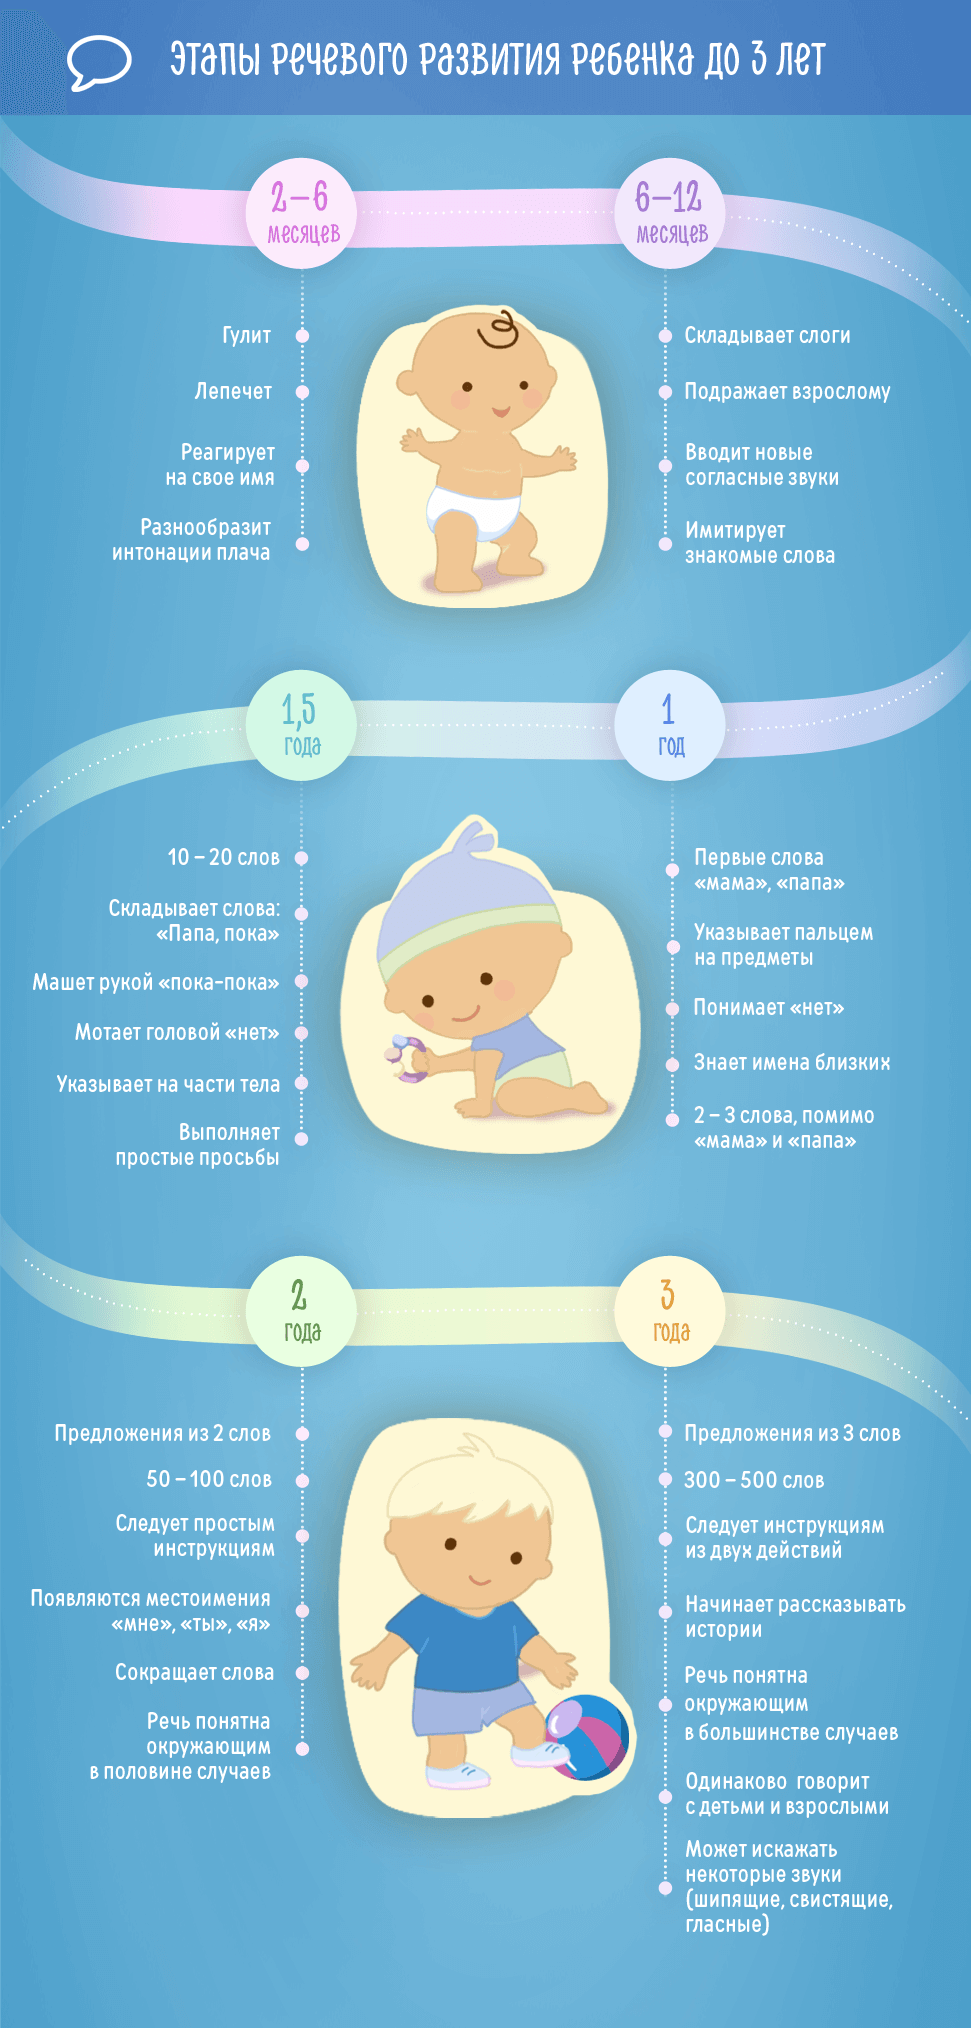 Этапы речевого развития ребенка до 3 лет
2–6
месяцев
Гулит
Лепечет
Реагирует
на свое имя
Разнообразит
интонации плача
6–12
месяцев
Складывает слоги
Подражает взрослому
Вводит новые
согласные звуки
Имитирует
знакомые слова
1
год
Первые слова
«мама», «папа»
Указывает пальцем
на предметы
Понимает «нет»
Знает имена близких
2 – 3 слова, помимо
«мама» и «папа»
1,5
года
10 – 20 слов
Складывает слова:
«Папа, пока»
Машет рукой «пока-пока»
Мотает головой «нет»
Указывает на части тела
Выполняет
простые просьбы
2
года
Предложения из 2 слов
50 – 100 слов
Следует простым
инструкциям
Появляются местоимения
«мне», «ты», «я»
Сокращает слова
Речь понятна
окружающим
в половине случаев
3
года
Предложения из 3 слов
300 – 500 слов
Следует инструкциям
из двух действий
Начинает рассказывать
истории
Речь понятна
окружающим
в большинстве случаев
Одинаково говорит
с детьми и взрослыми
Может искажать
некоторые звуки
(шипящие, свистящие,
гласные)